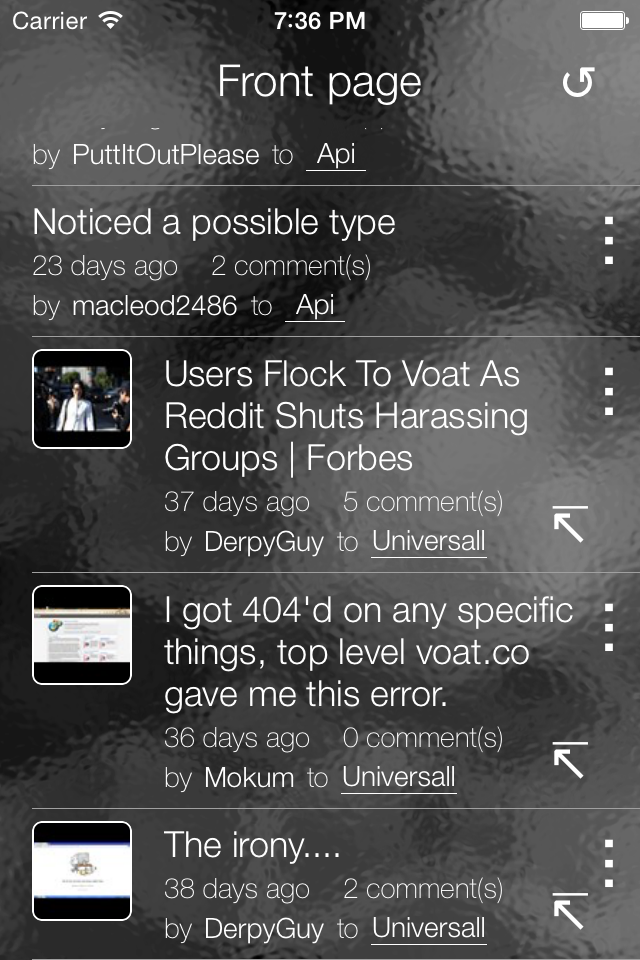 Carrier 7:36 PM
Front page
by PuttItOutPlease to Api
Noticed a possible type
23 days ago 2 comment(s)
by macleod2486 to Api
Users Flock To Voat As
Reddit Shuts Harassing
Groups | Forbes
37 days ago 5 comment(s)
by DerpyGuy to Universall
I got 404'd on any specific
things, top level voat.co
gave me this error.
36 days ago 0 comment(s)
by Mokum to Universall
The irony....
38 days ago 2 comment(s)
by DerpyGuy to Universall